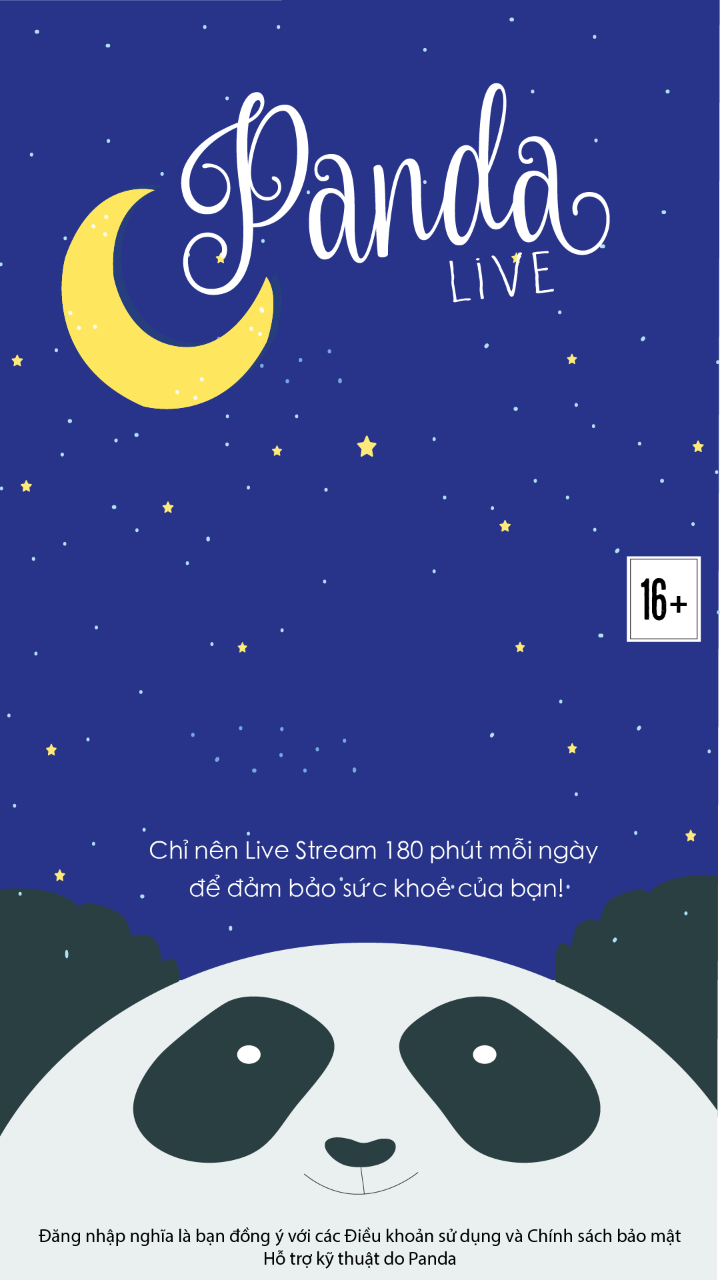 Panda
LiVE
16+
Chỉ nên Live Stream 180 phút mỗi ngày
để đảm bảo sức khoẻ của bạn!
Đăng nhập nghĩa là bạn đồng ý với các Điều khoản sử dụng và Chính sách bảo mật
Hỗ trợ kỹ thuật do Panda